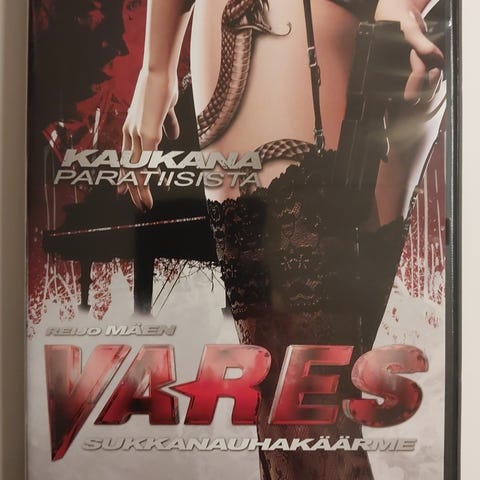 KAUKANA
PARATIISISTA
REIJO MÄEN
VARES
SUKKANAUHAKÄÄRME